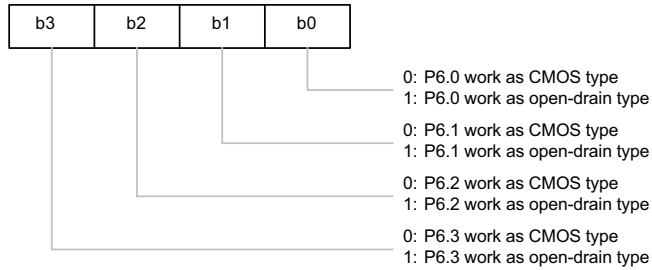 b3 b2 b1 b0
0: P6.0 work as CMOS type
1: P6.0 work as open-drain type
0: P6.1 work as CMOS type
1: P6.1 work as open-drain type
0: P6.2 work as CMOS type
1: P6.2 work as open-drain type
0: P6.3 work as CMOS type
1: P6.3 work as open-drain type